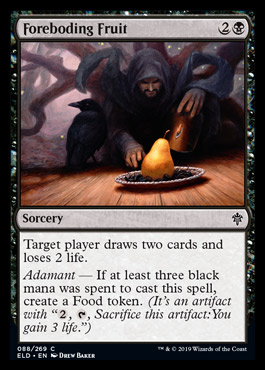 Foreboding Fruit 2
Sorcery
Target player draws two cards and
loses 2 life.
Adamant — If at least three black
mana was spent to cast this spell,
create a Food token. (It's an artifact
with “2, T, Sacrifice this artifact: You
gain 3 life.”)
088/269 C
ELD • EN DREW BAKER
™ & © 2019 Wizards of the Coast